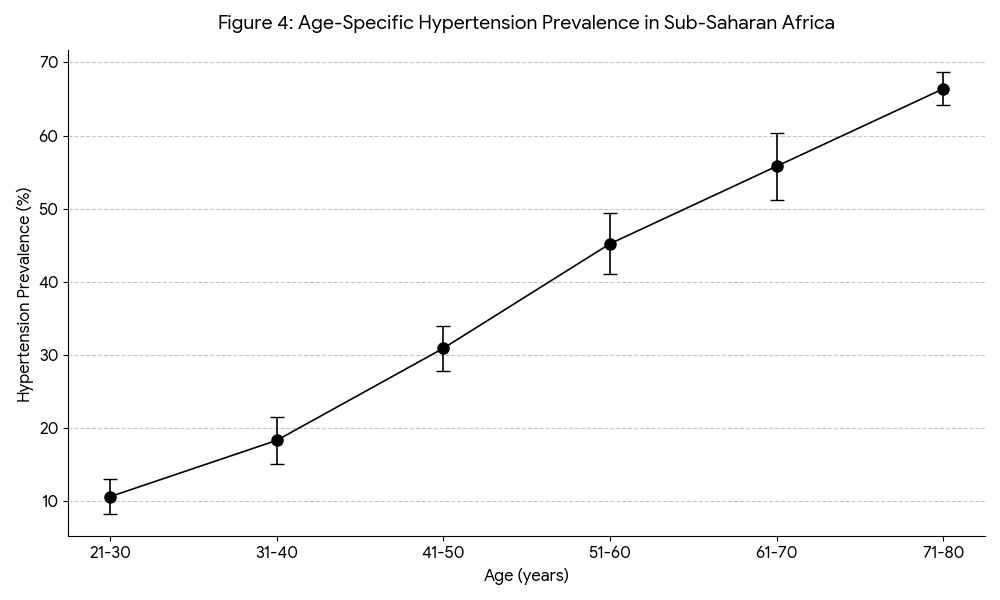 Figure 4: Age-Specific Hypertension Prevalence in Sub-Saharan Africa
Hypertension Prevalence (%)
70
60
50
40
30
20
10
21-30 31-40 41-50 51-60 61-70 71-80
Age (years)